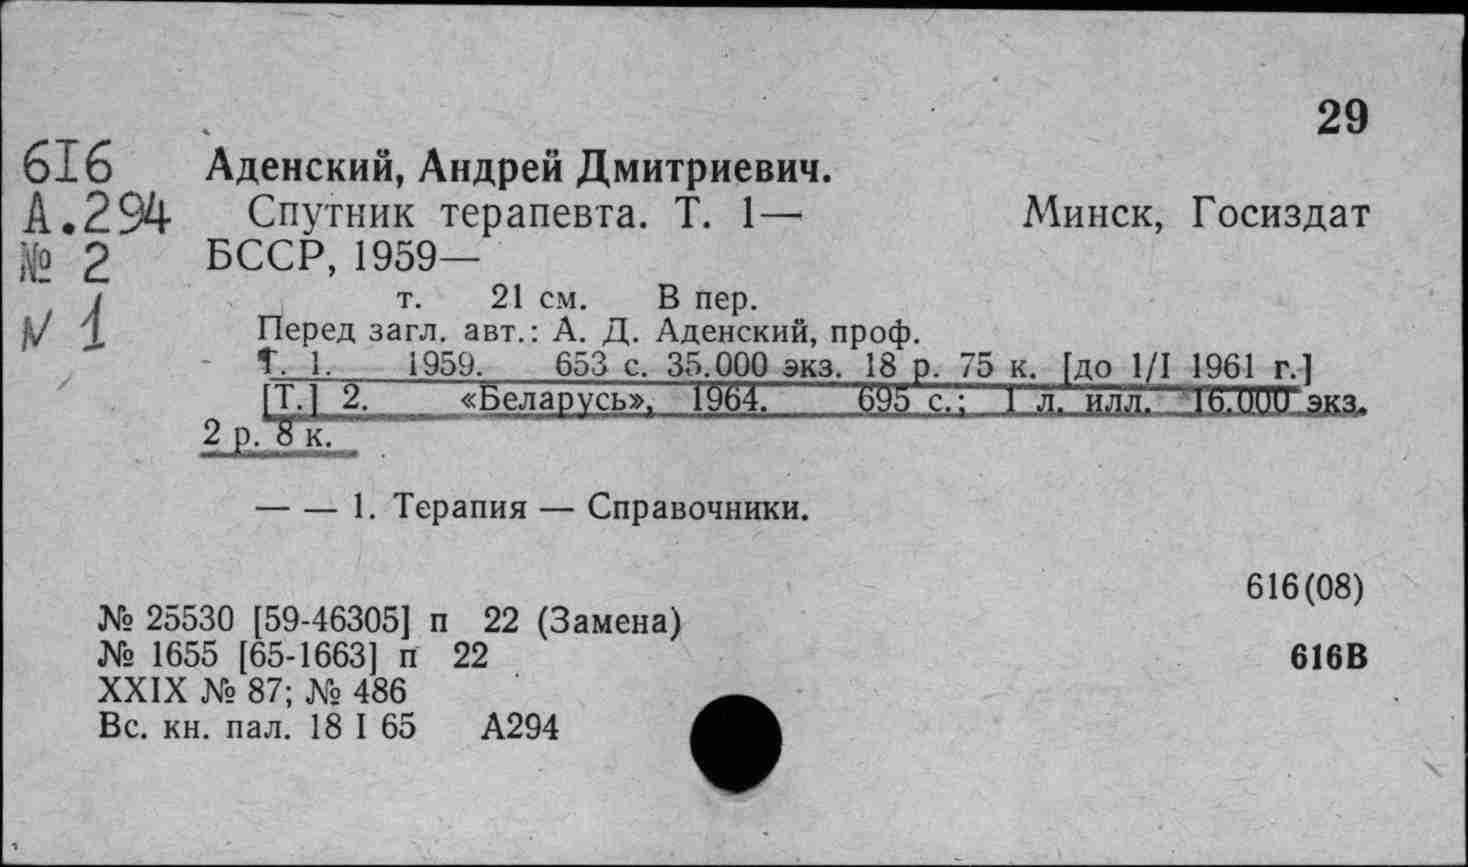 29
616 Аденский, Андрей Дмитриевич.
А.294 Спутник терапевта. Т. 1— Минск, Госиздат
№ 2 БССР, 1959—
т. 21 см. В пер.
V 1 Перед загл. авт.: А. Д. Аденский, проф.
Т. 1. 1959. 653 с. 35.000 экз. 18 р. 75 к. [до 1/I 1961 г.]
[Т.] 2. «Беларусь», 1964. 695 с.; 1 л. илл. 16.000 экз.
2 р. 8 к.
— — 1. Терапия — Справочники.
616(08)
№ 25530 [59-46305] п 22 (Замена)
№ 1655 [65-1663] п 22 616В
XXIX № 87; № 486
Вс. кн. пал. 18 I 65 А294